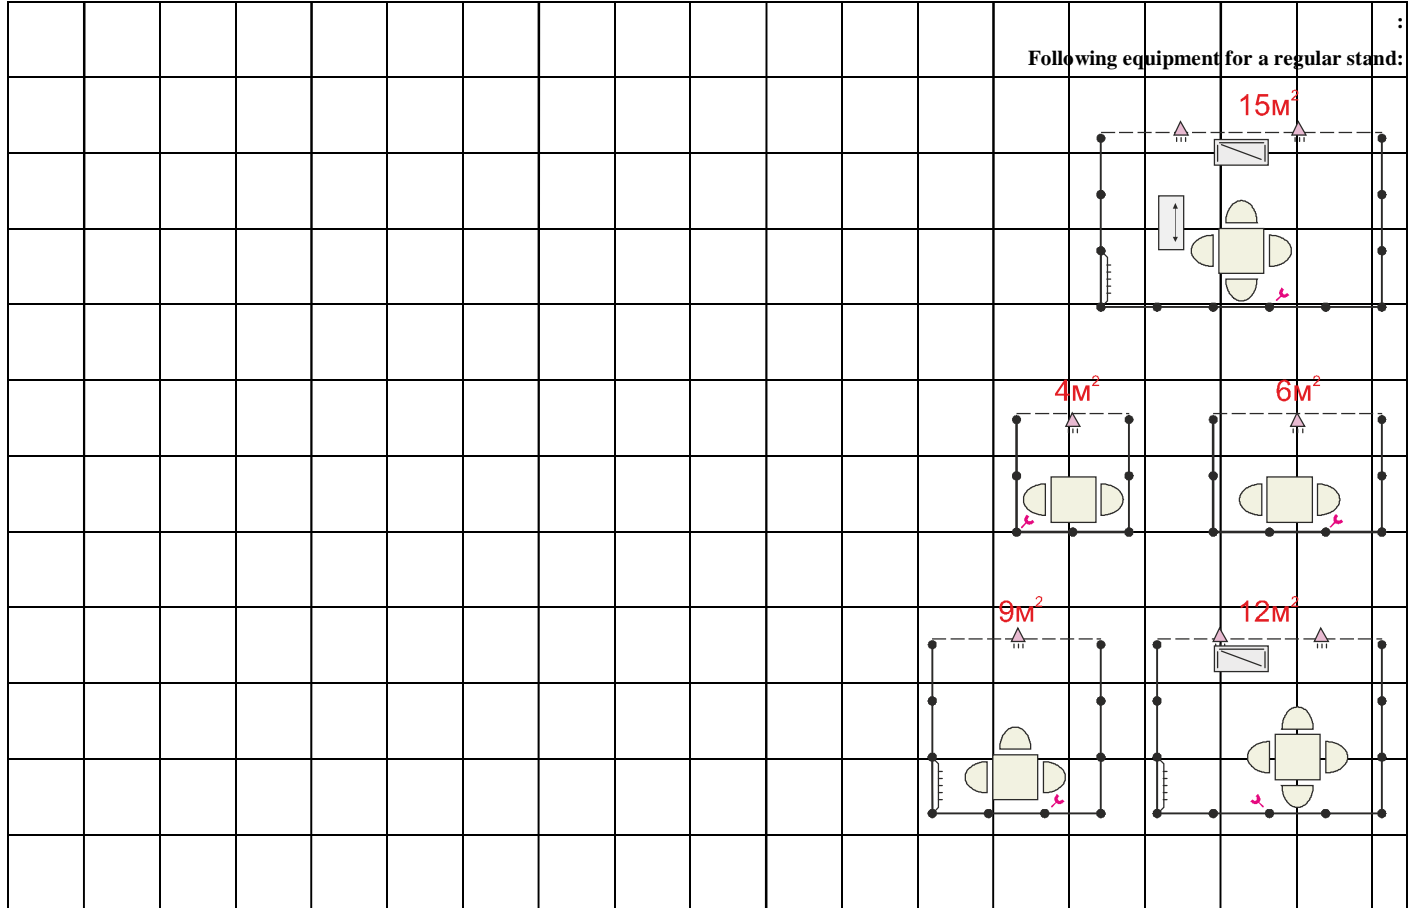 :
Following equipment for a regular stand:
15м²
4м²
6м²
9м²
12м²